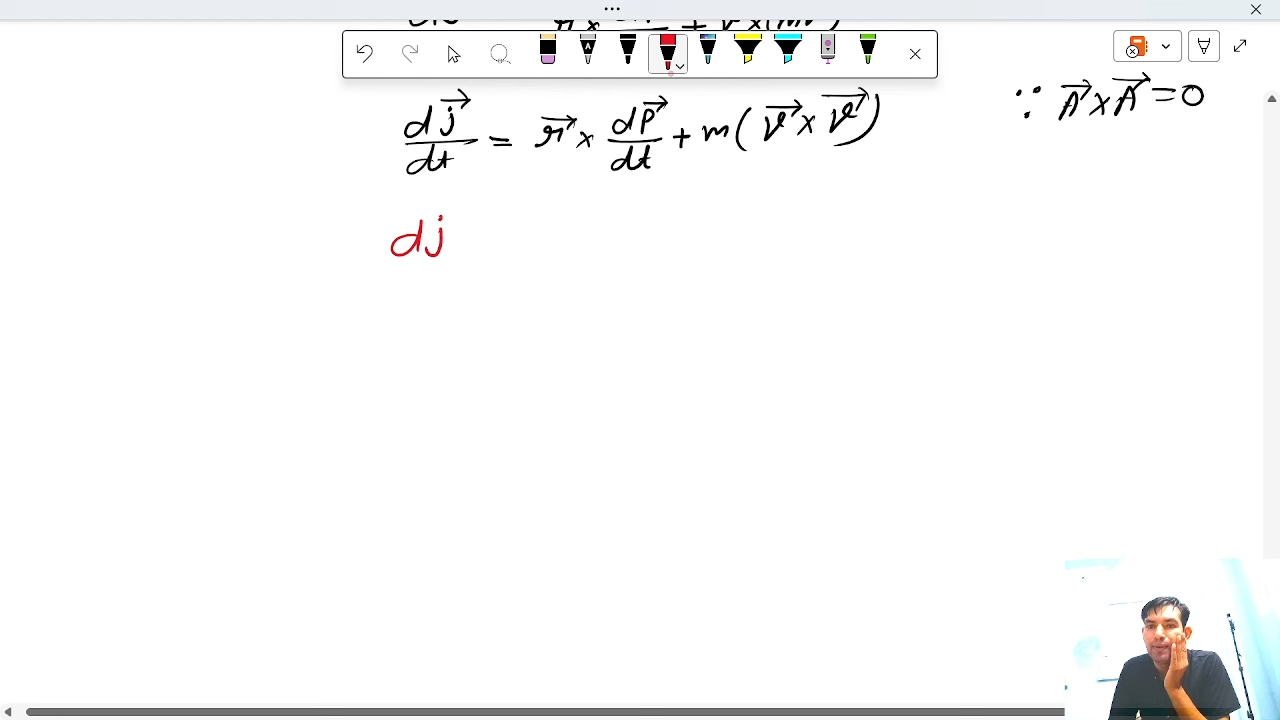 dj⃗/dt = r⃗ × dP⃗/dt + m(v⃗ × v⃗)
∵ A⃗ × A⃗ = 0
dj